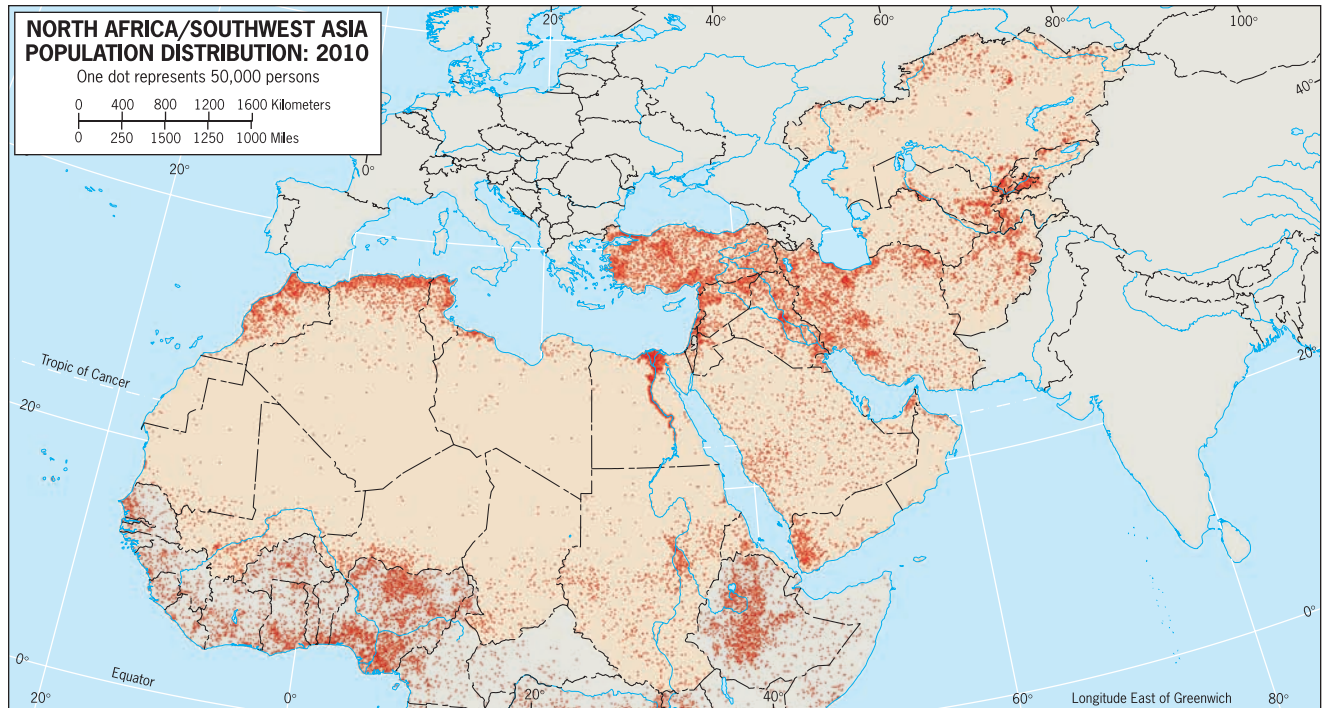 NORTH AFRICA/SOUTHWEST ASIA
POPULATION DISTRIBUTION: 2010
One dot represents 50,000 persons
0 400 800 1200 1600 Kilometers
0 250 1500 1250 1000 Miles
20° 40° 60° 80° 100°
40°
20° 0°
20°
Tropic of Cancer
20°
0°
0°
Equator
20° 0° 20° 40° 60° Longitude East of Greenwich 80°